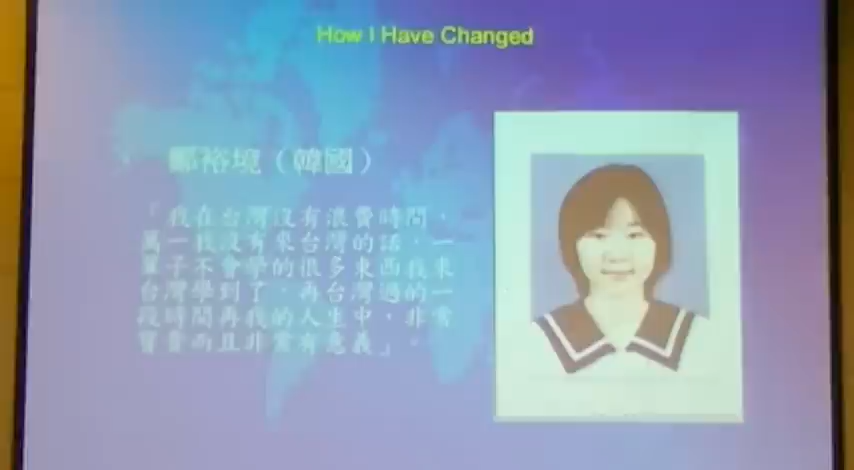 How I Have Changed
鄭裕境（韓國）
「我在台灣沒有浪費時間，
萬一我沒有來台灣的話，一
輩子不會學的很多東西我來
台灣學到了，再台灣過的一
段時間再我的人生中，非常
寶貴而且非常有意義」。